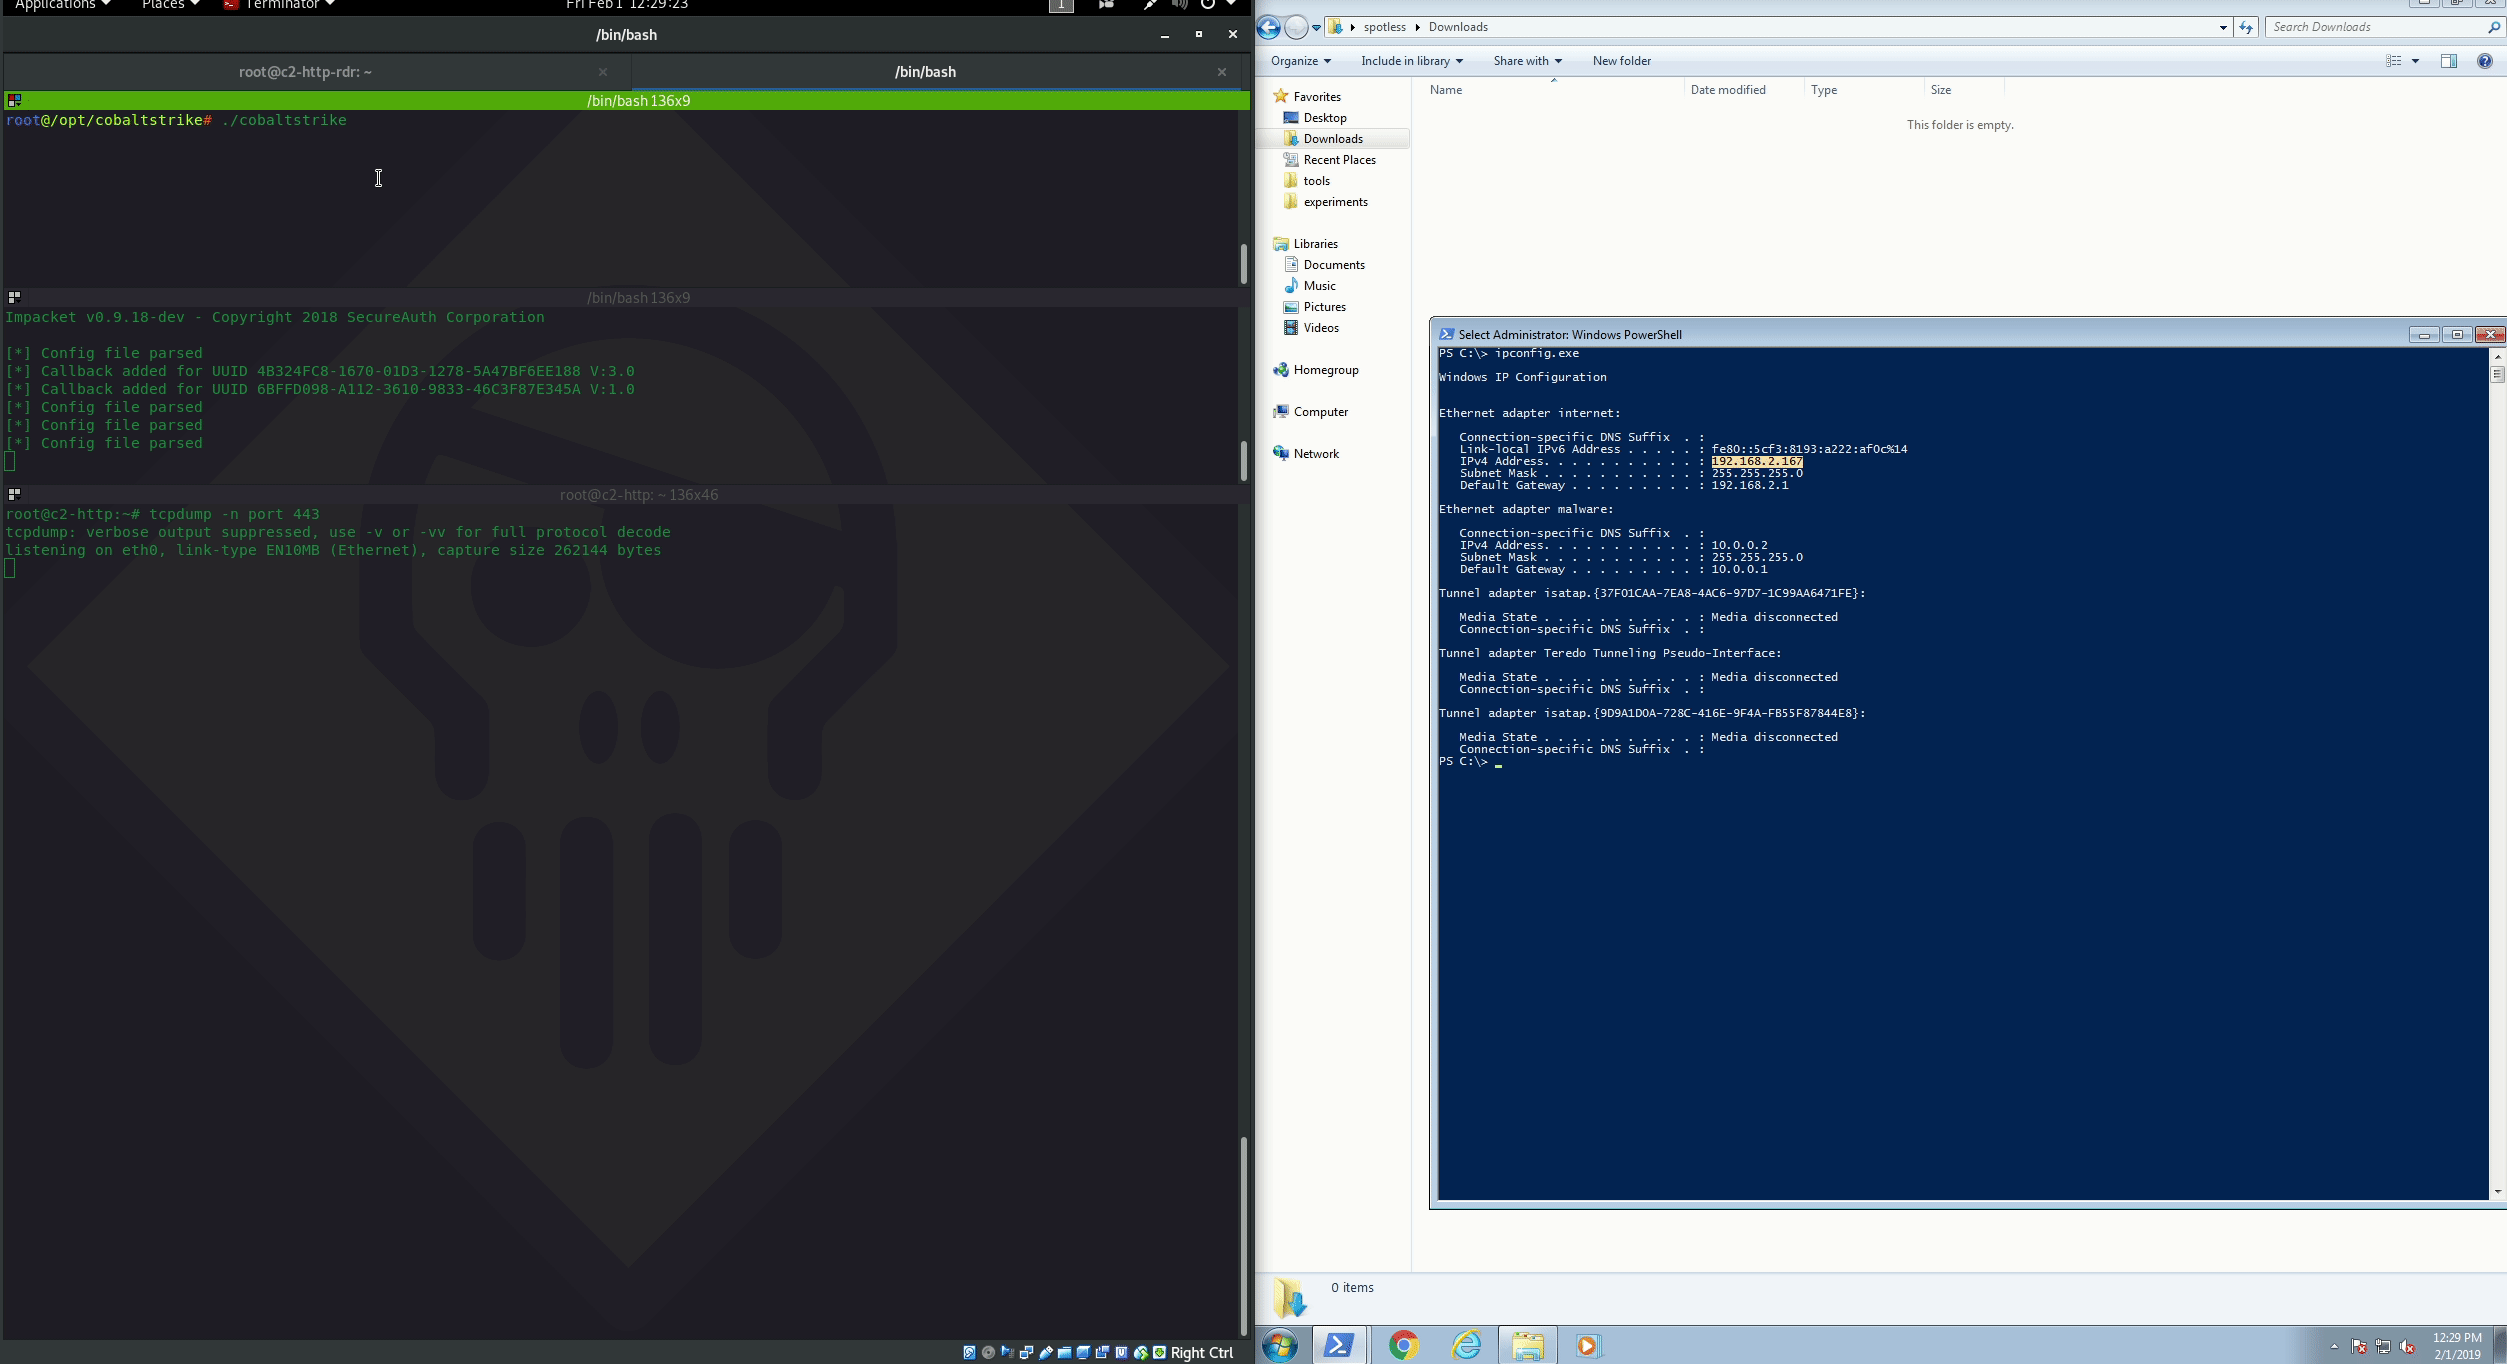 Applications Places Terminator Fri Feb 1 12:29:23 1
/bin/bash
root@c2-http-rdr: ~ × /bin/bash ×
/bin/bash 136x9
root@/opt/cobaltstrike# ./cobaltstrike
/bin/bash 136x9
Impacket v0.9.18-dev - Copyright 2018 SecureAuth Corporation
[*] Config file parsed
[*] Callback added for UUID 4B324FC8-1670-01D3-1278-5A47BF6EE188 V:3.0
[*] Callback added for UUID 6BFFD098-A112-3610-9833-46C3F87E345A V:1.0
[*] Config file parsed
[*] Config file parsed
[*] Config file parsed
root@c2-http: ~ 136x46
root@c2-http:~# tcpdump -n port 443
tcpdump: verbose output suppressed, use -v or -vv for full protocol decode
listening on eth0, link-type EN10MB (Ethernet), capture size 262144 bytes
Right Ctrl
spotless Downloads Search Downloads
Organize Include in library Share with New folder
Name Date modified Type Size
This folder is empty.
Favorites
Desktop
Downloads
Recent Places
tools
experiments
Libraries
Documents
Music
Pictures
Videos
Homegroup
Computer
Network
Select Administrator: Windows PowerShell
PS C:\> ipconfig.exe
Windows IP Configuration
Ethernet adapter internet:
Connection-specific DNS Suffix . :
Link-local IPv6 Address . . . . . : fe80::5cf3:8193:a222:af0c%14
IPv4 Address. . . . . . . . . . . : 192.168.2.167
Subnet Mask . . . . . . . . . . . : 255.255.255.0
Default Gateway . . . . . . . . . : 192.168.2.1
Ethernet adapter malware:
Connection-specific DNS Suffix . :
IPv4 Address. . . . . . . . . . . : 10.0.0.2
Subnet Mask . . . . . . . . . . . : 255.255.255.0
Default Gateway . . . . . . . . . : 10.0.0.1
Tunnel adapter isatap.{37F01CAA-7EA8-4AC6-97D7-1C99AA6471FE}:
Media State . . . . . . . . . . . : Media disconnected
Connection-specific DNS Suffix . :
Tunnel adapter Teredo Tunneling Pseudo-Interface:
Media State . . . . . . . . . . . : Media disconnected
Connection-specific DNS Suffix . :
Tunnel adapter isatap.{9D9A1D0A-728C-416E-9F4A-FB55F87844E8}:
Media State . . . . . . . . . . . : Media disconnected
Connection-specific DNS Suffix . :
PS C:\> _
0 items
12:29 PM
2/1/2019